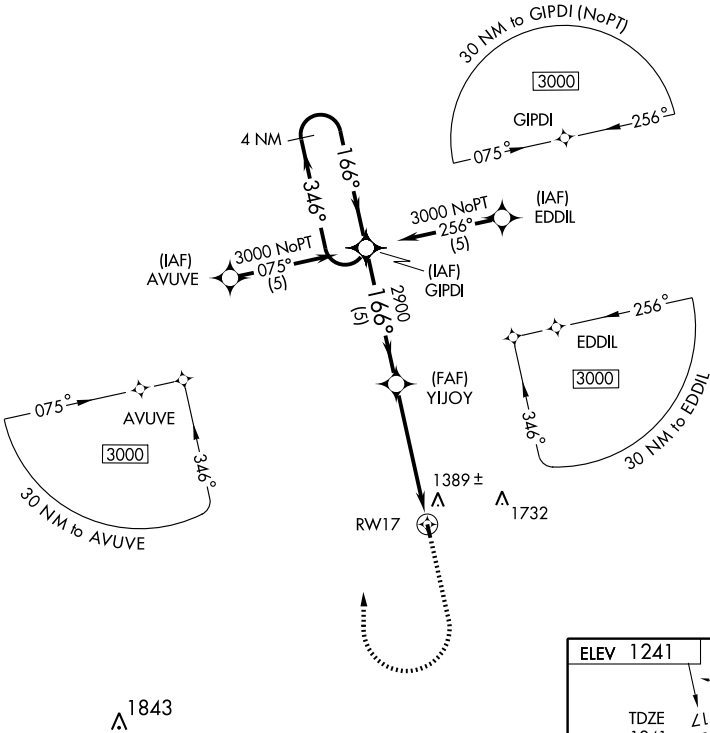 30 NM to GIPDI (NoPT)
3000
GIPDI
075°
256°
4 NM
166°
346°
(IAF)
AVUVE
3000 NoPT
075°
(5)
3000 NoPT
256°
(5)
(IAF)
EDDIL
(IAF)
GIPDI
2900
166°
(5)
(FAF)
YIJOY
075°
AVUVE
3000
346°
30 NM to AVUVE
256°
EDDIL
3000
346°
30 NM to EDDIL
1389 ±
1732
RW17
1843
ELEV 1241
TDZE
17